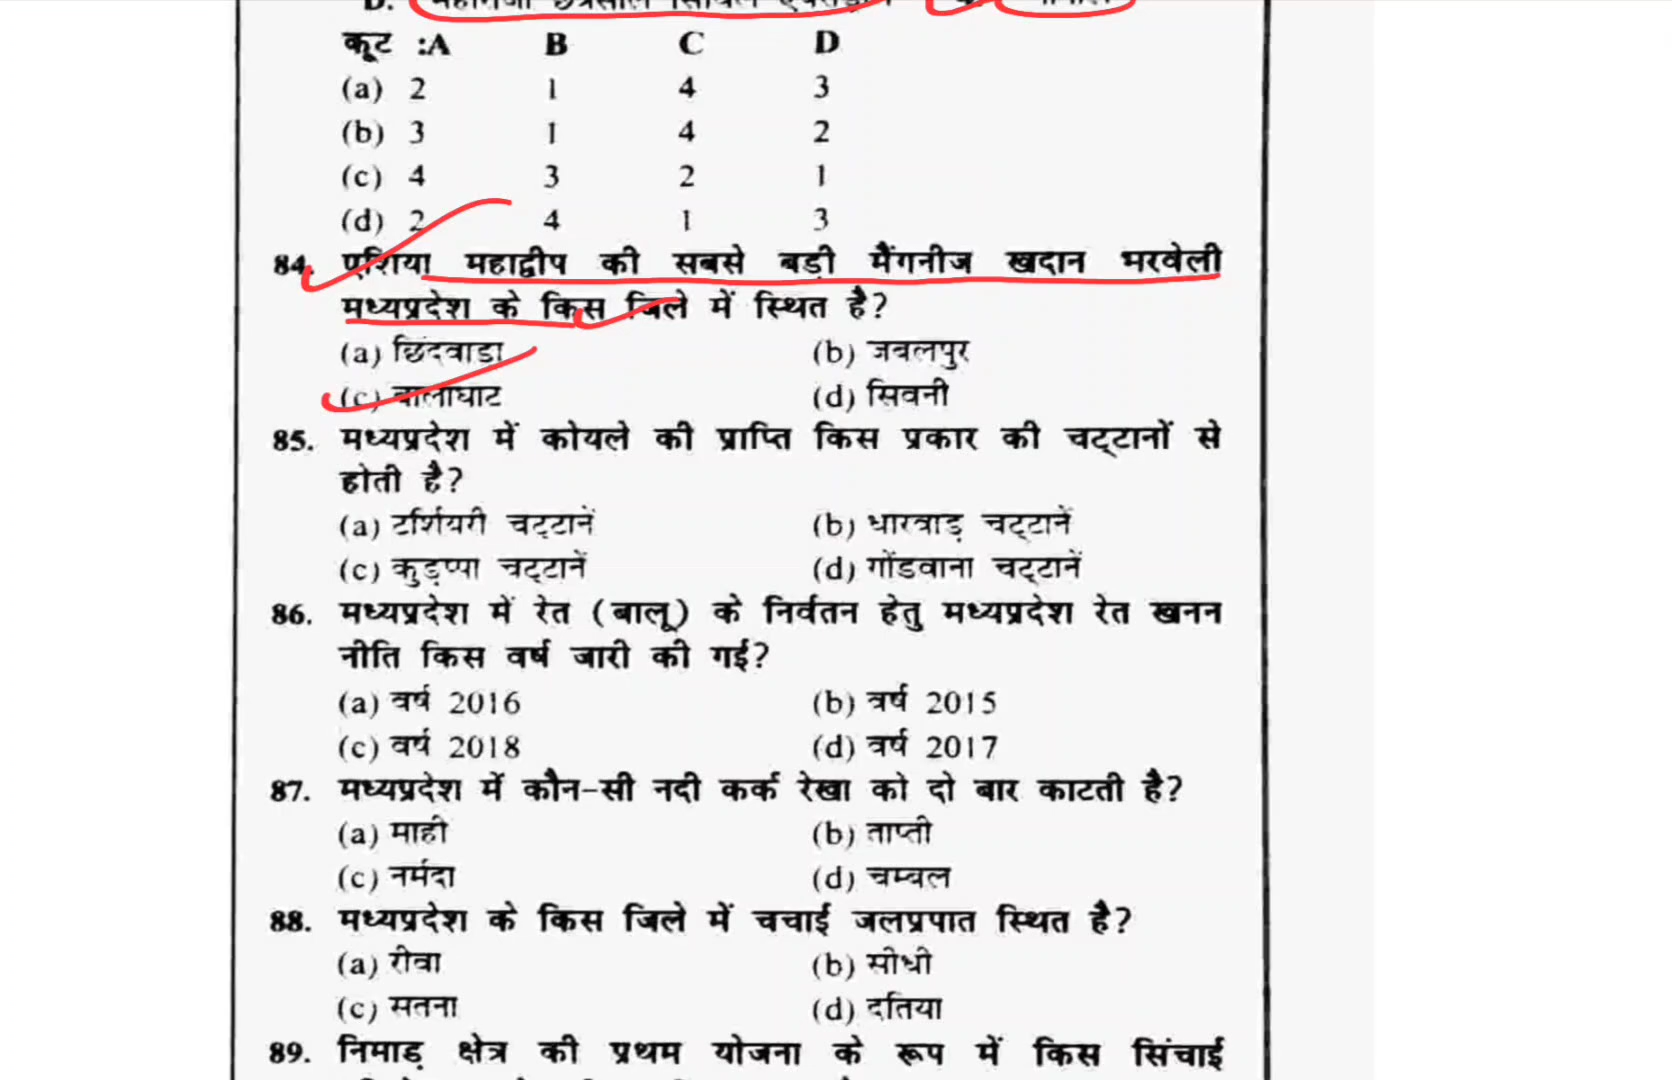 कूट :A B C D
(a) 2 1 4 3
(b) 3 1 4 2
(c) 4 3 2 1
(d) 2 4 1 3
84. एशिया महाद्वीप की सबसे बड़ी मैंगनीज खदान भरवेली
मध्यप्रदेश के किस जिले में स्थित है?
(a) छिंदवाडा (b) जबलपुर
(c) बालाघाट (d) सिवनी
85. मध्यप्रदेश में कोयले की प्राप्ति किस प्रकार की चट्टानों से
होती है?
(a) टर्शियरी चट्टानें (b) धारवाड़ चट्टानें
(c) कुड़प्पा चट्टानें (d) गोंडवाना चट्टानें
86. मध्यप्रदेश में रेत (बालू) के निर्वतन हेतु मध्यप्रदेश रेत खनन
नीति किस वर्ष जारी की गई?
(a) वर्ष 2016 (b) वर्ष 2015
(c) वर्ष 2018 (d) वर्ष 2017
87. मध्यप्रदेश में कौन-सी नदी कर्क रेखा को दो बार काटती है?
(a) माही (b) ताप्ती
(c) नर्मदा (d) चम्बल
88. मध्यप्रदेश के किस जिले में चचाई जलप्रपात स्थित है?
(a) रीवा (b) सीधी
(c) सतना (d) दतिया
89. निमाड़ क्षेत्र की प्रथम योजना के रूप में किस सिंचाई